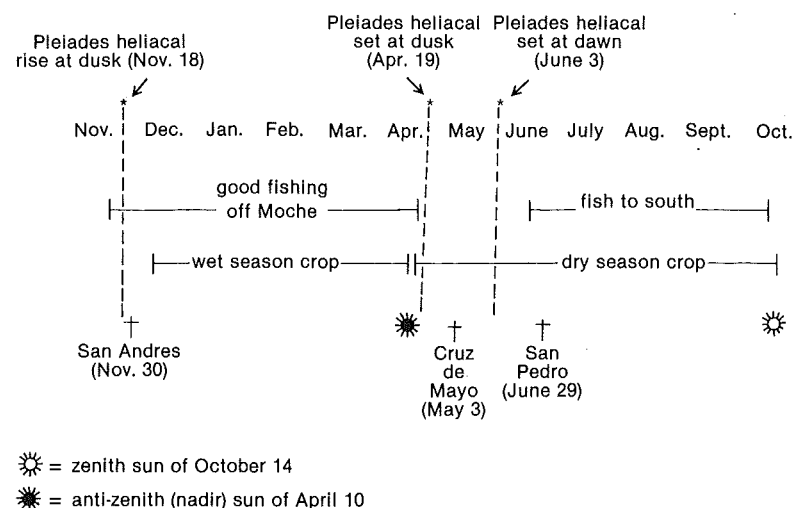 Pleiades heliacal
rise at dusk (Nov. 18)
Pleiades heliacal
set at dusk
(Apr. 19)
Pleiades heliacal
set at dawn
(June 3)
Nov. Dec. Jan. Feb. Mar. Apr. May June July Aug. Sept. Oct.
good fishing
off Moche
fish to south
wet season crop
dry season crop
San Andres
(Nov. 30)
Cruz
de
Mayo
(May 3)
San
Pedro
(June 29)
= zenith sun of October 14
= anti-zenith (nadir) sun of April 10